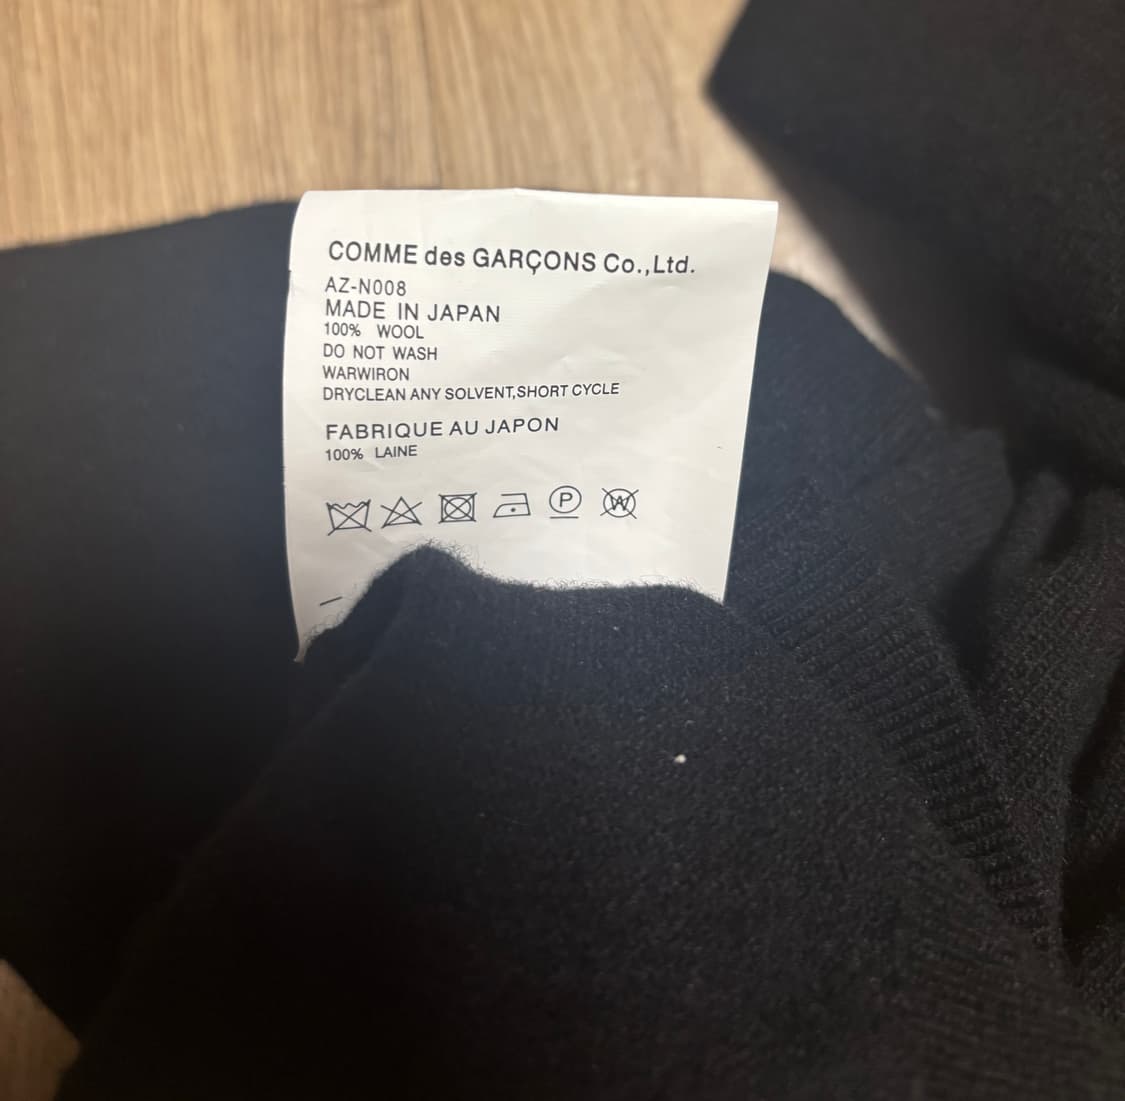 COMME des GARÇONS Co.,Ltd.
AZ-N008
MADE IN JAPAN
100% WOOL
DO NOT WASH
WARWIRON
DRYCLEAN ANY SOLVENT,SHORT CYCLE
FABRIQUE AU JAPON
100% LAINE
P W